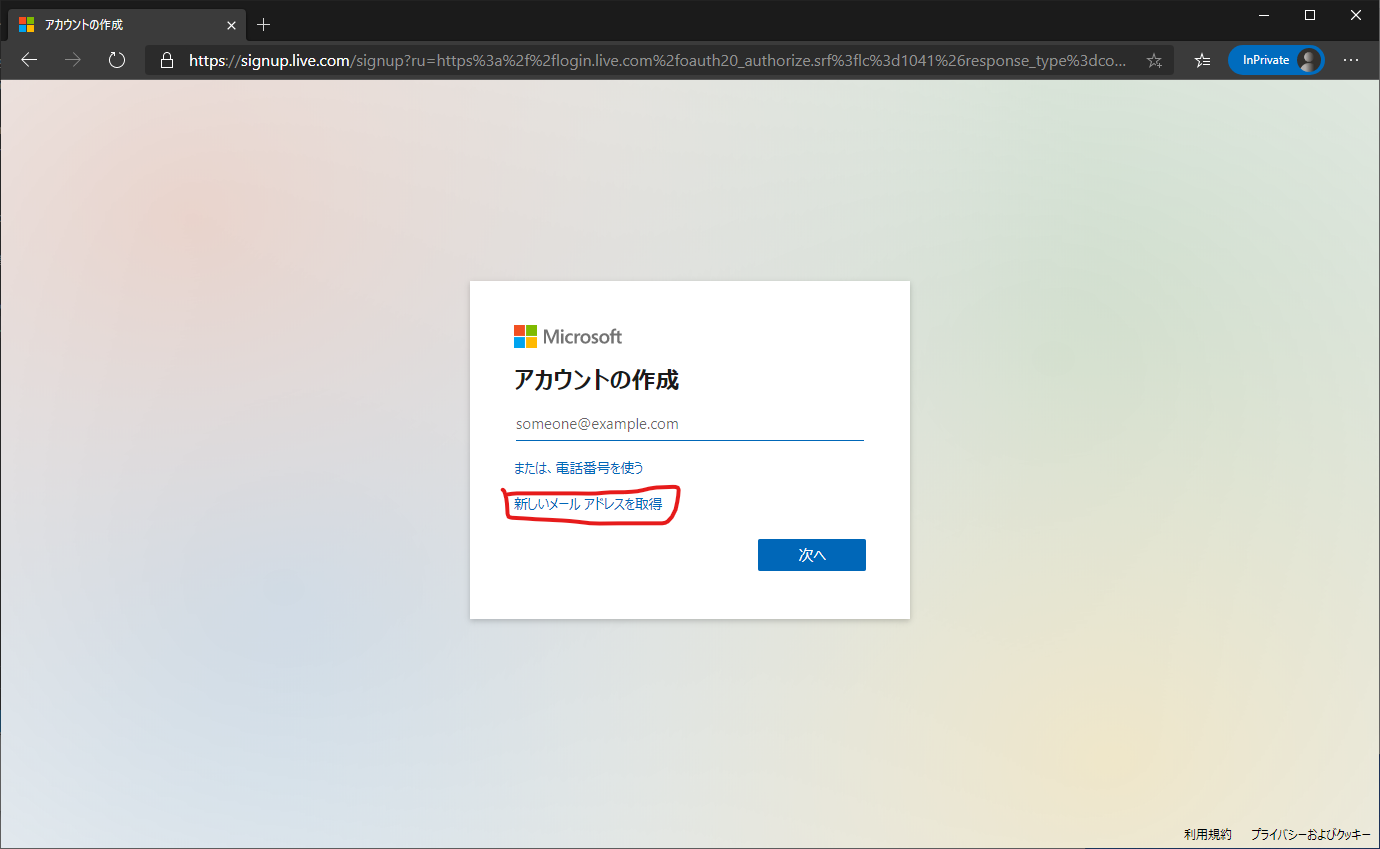 アカウントの作成
https://signup.live.com/signup?ru=https%3a%2f%2flogin.live.com%2foauth20_authorize.srf%3flc%3d1041%26response_type%3dco...
InPrivate
Microsoft
アカウントの作成
someone@example.com
または、電話番号を使う
新しいメール アドレスを取得
次へ
利用規約 プライバシーおよびクッキー